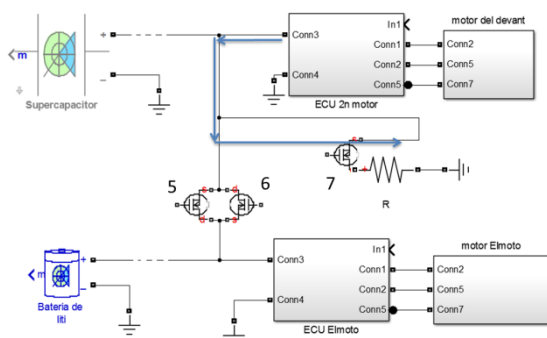 motor del devant
In1
Conn3
Conn1
Conn2
Conn2
Conn5
Conn4
Conn5
Conn7
ECU 2n motor
+
m
-
Supercapacitor
7
R
5
6
motor Elmoto
In1
Conn3
Conn1
Conn2
Conn2
Conn5
Conn4
Conn5
Conn7
ECU Elmoto
+
m
-
Bateria de
liti